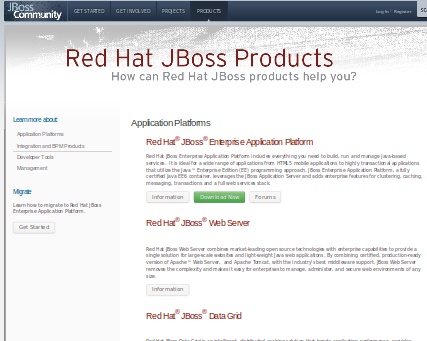 JBoss
Community
GET STARTED
GET INVOLVED
PROJECTS
PRODUCTS
Log In
Register
Red Hat JBoss Products
How can Red Hat JBoss products help you?
Learn more about
Application Platforms
Integration and BPM Products
Developer Tools
Management
Migrate
Learn how to migrate to Red Hat JBoss
Enterprise Application Platform.
Get Started
Application Platforms
Red Hat® JBoss® Enterprise Application Platform
Red Hat JBoss Enterprise Application Platform includes everything you need to build, run and manage Java-based
services. It is ideal for a wide range of applications from HTML5 mobile applications to highly transactional applications
that utilize the Java™ Enterprise Edition (EE) programming approach. JBoss Enterprise Application Platform, a fully
certified Java EE6 container, leverages the JBoss Application Server and adds enterprise features for clustering, caching,
messaging, transactions and a full web services stack.
Information
Download Now
Forums
Red Hat® JBoss® Web Server
Red Hat JBoss Web Server combines market-leading open source technologies with enterprise capabilities to provide a
single solution for large-scale websites and light-weight Java web applications. By combining certified, production-ready
version of Apache™ Web Server, and Apache Tomcat, with the industry's best middleware support, JBoss Web Server
removes the complexity and makes it easy for enterprises to manage, administer, and secure web environments of any
size.
Information
Red Hat® JBoss® Data Grid